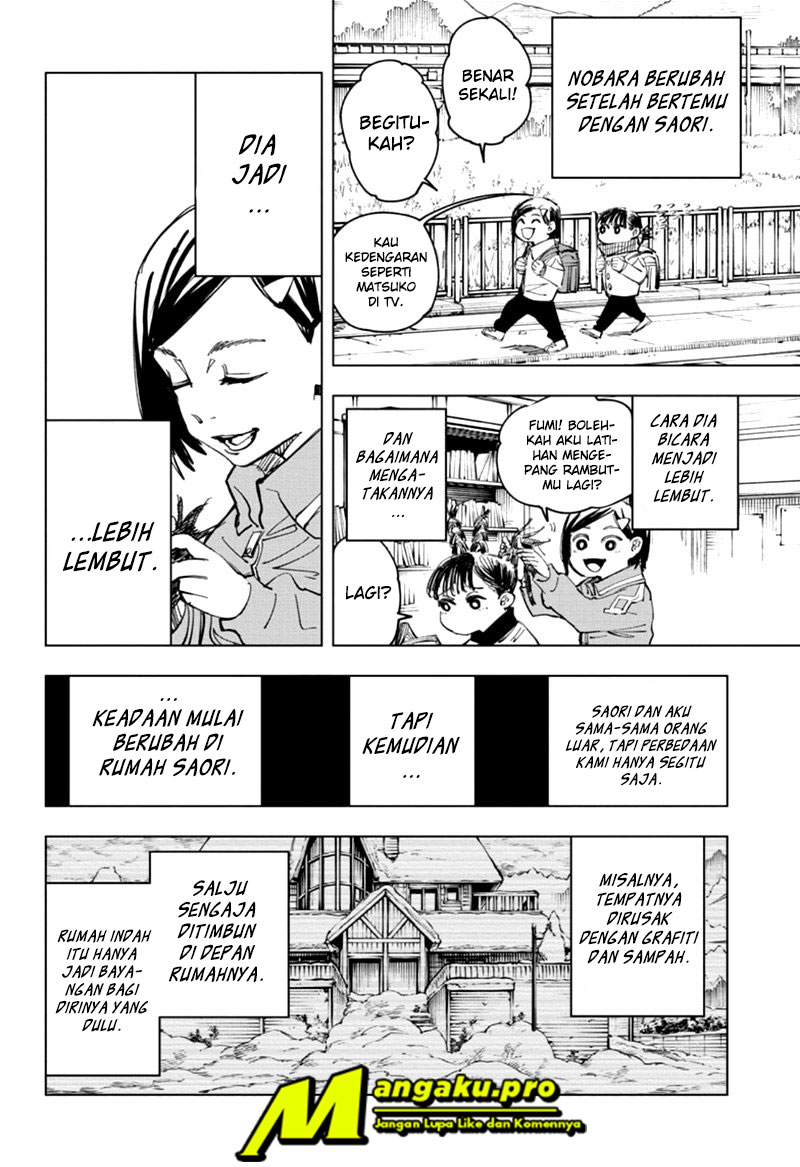 NOBARA BERUBAH
SETELAH BERTEMU
DENGAN SAORI.
BENAR
SEKALI!
BEGITU-
KAH?
KAU
KEDENGARAN
SEPERTI
MATSUKO
DI TV.
???
CARA DIA
BICARA
MENJADI
LEBIH
LEMBUT.
FUMI! BOLEH-
KAH AKU LATI-
HAN MENGE-
PANG RAMBUT-
MU LAGI?
LAGI?
DAN
BAGAIMANA
MENGA-
TAKANNYA
...
DIA
JADI
...
...LEBIH
LEMBUT.
SAORI DAN AKU
SAMA-SAMA ORANG
LUAR, TAPI PERBEDAAN
KAMI HANYA SEGITU
SAJA.
TAPI
KEMUDIAN
...
...
KEADAAN MULAI
BERUBAH DI
RUMAH SAORI.
MISALNYA,
TEMPATNYA
DIRUSAK
DENGAN GRAFITI
DAN SAMPAH.
SALJU
SENGAJA
DITIMBUN
DI DEPAN
RUMAHNYA.
RUMAH INDAH
ITU HANYA
JADI BAYA-
NGAN BAGI
DIRINYA YANG
DULU.
Mangaku.pro
Jangan Lupa Like dan Komennya